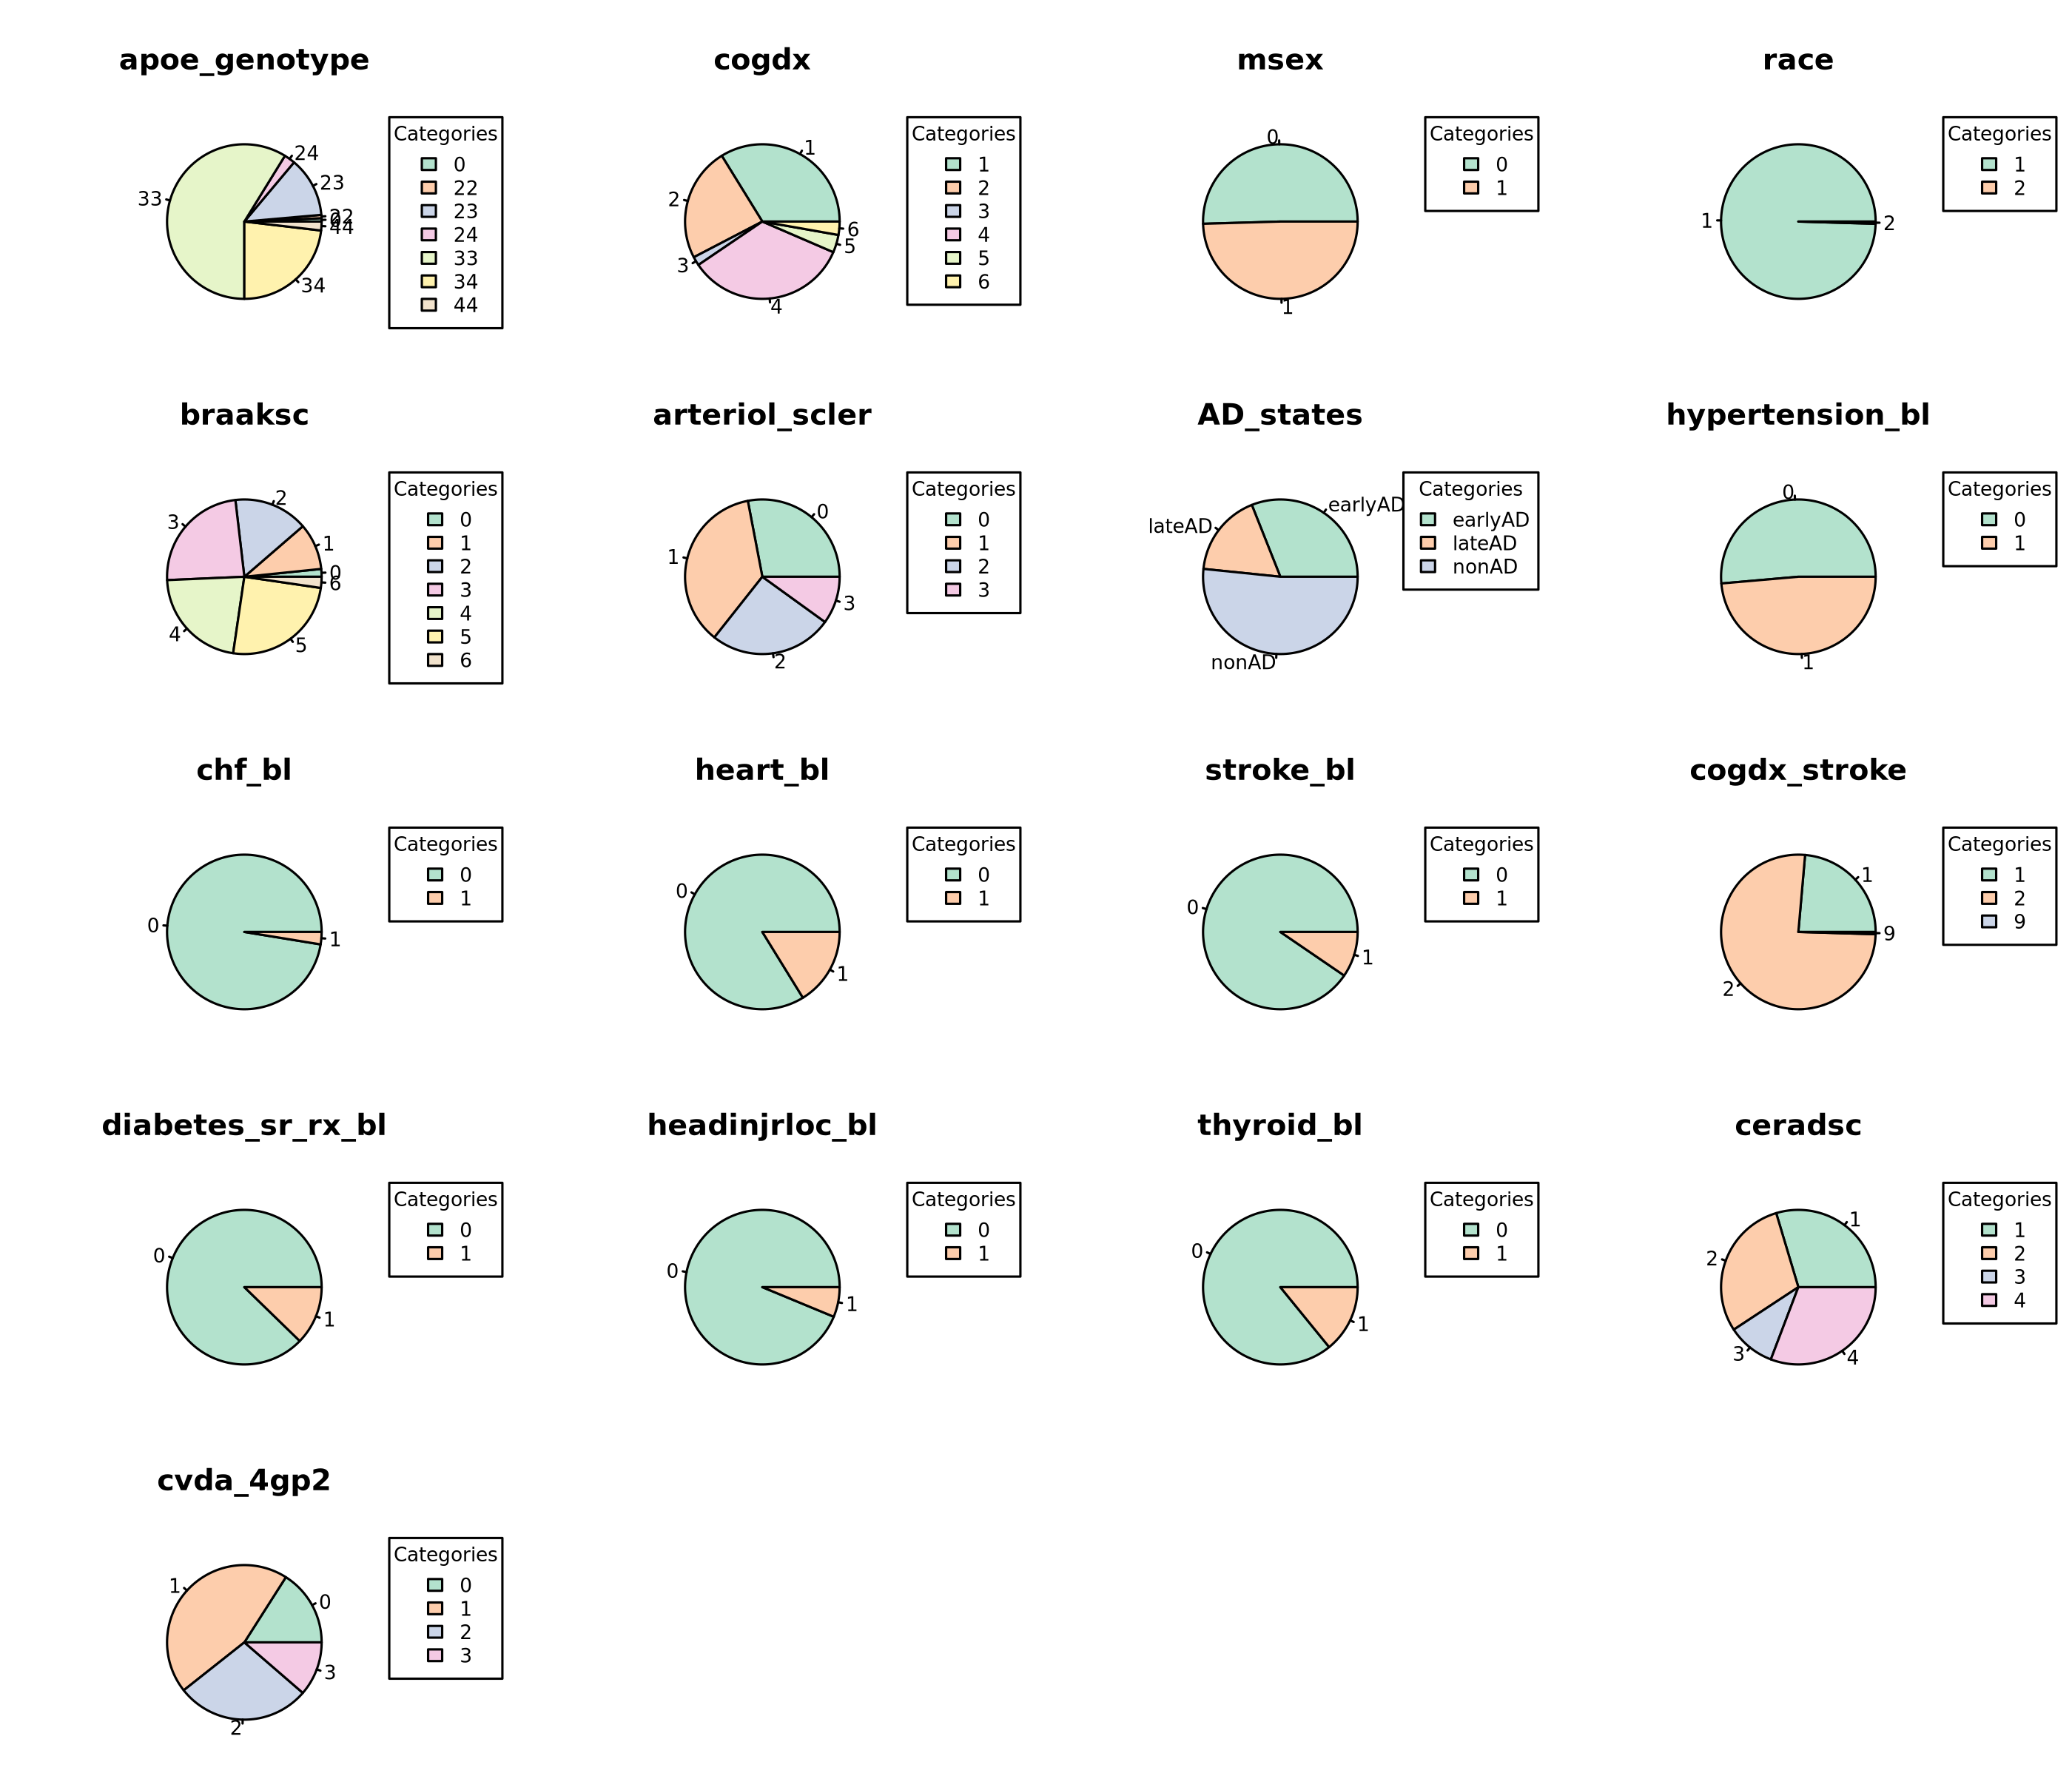 apoe_genotype
33
24
23
22
44
34
Categories
0
22
23
24
33
34
44
cogdx
1
2
3
4
5
6
Categories
1
2
3
4
5
6
msex
0
1
Categories
0
1
race
1
2
Categories
1
2
braaksc
0
1
2
3
4
5
6
Categories
0
1
2
3
4
5
6
arteriol_scler
0
1
2
3
Categories
0
1
2
3
AD_states
earlyAD
lateAD
nonAD
Categories
earlyAD
lateAD
nonAD
hypertension_bl
0
1
Categories
0
1
chf_bl
0
1
Categories
0
1
heart_bl
0
1
Categories
0
1
stroke_bl
0
1
Categories
0
1
cogdx_stroke
1
2
9
Categories
1
2
9
diabetes_sr_rx_bl
0
1
Categories
0
1
headinjrloc_bl
0
1
Categories
0
1
thyroid_bl
0
1
Categories
0
1
ceradsc
1
2
3
4
Categories
1
2
3
4
cvda_4gp2
0
1
2
3
Categories
0
1
2
3